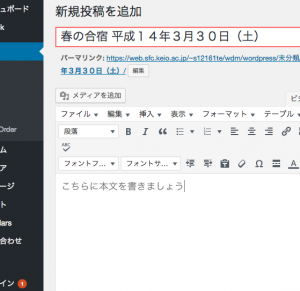 シュボード
k
Order
ム
ア
ージ
ト
lars
合わせ
イン 1
新規投稿を追加
春の合宿 平成１４年３月３０日（土）
パーマリンク: https://web.sfc.keio.ac.jp/~s12161te/wdm/wordpress/未分類/
年３月３０日（土）/ 編集
メディアを追加
ビジ
ファイル 編集 挿入 表示 フォーマット テーブル
段落 B I
ABC
フォントフ... フォントサ... A
こちらに本文を書きましょう